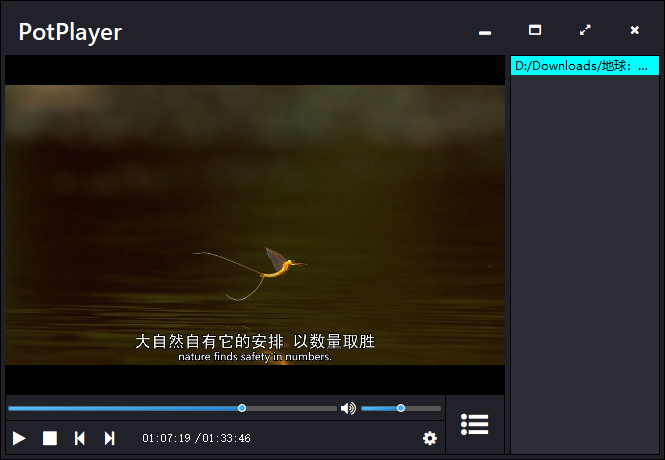 PotPlayer
D:/Downloads/地球：...
大自然自有它的安排 以数量取胜
nature finds safety in numbers.
01:07:19 /01:33:46